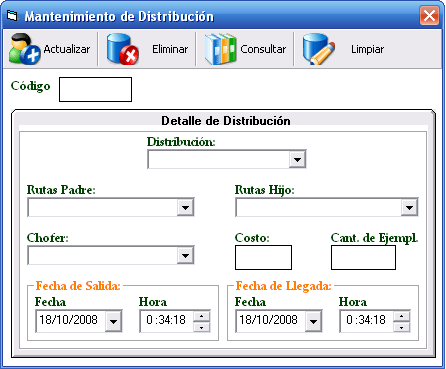 Mantenimiento de Distribución
Actualizar Eliminar Consultar Limpiar
Código
Detalle de Distribución
Distribución:
Rutas Padre: Rutas Hijo:
Chofer: Costo: Cant. de Ejempl.
Fecha de Salida: Fecha de Llegada:
Fecha Hora Fecha Hora
18/10/2008 0:34:18 18/10/2008 0:34:18